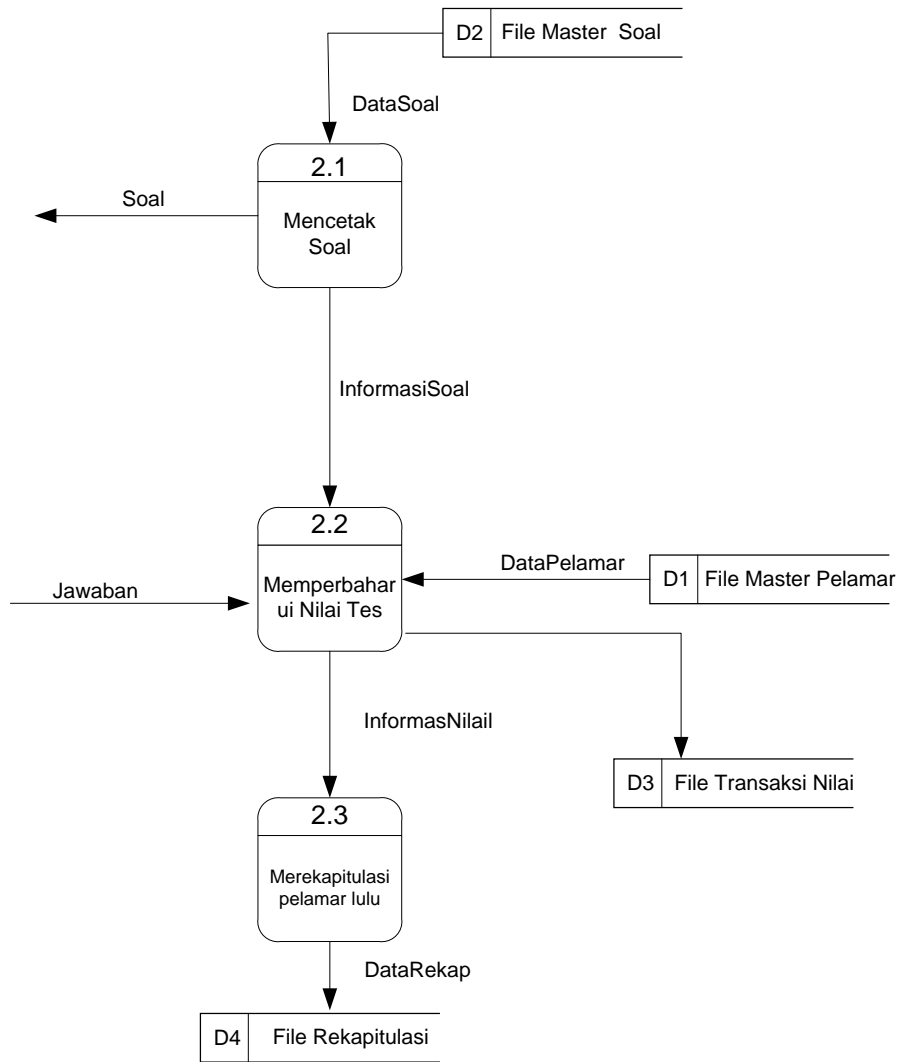 D2 File Master Soal
DataSoal
2.1
Soal
Mencetak
Soal
InformasiSoal
2.2
DataPelamar
D1 File Master Pelamar
Jawaban
Memperbahar
ui Nilai Tes
InformasNilail
D3 File Transaksi Nilai
2.3
Merekapitulasi
pelamar lulu
DataRekap
D4 File Rekapitulasi